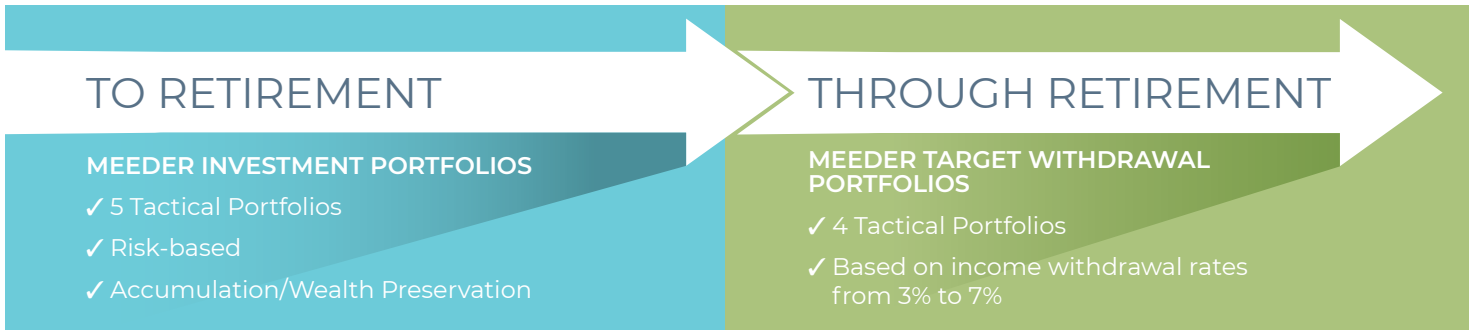 TO RETIREMENT
MEEDER INVESTMENT PORTFOLIOS
✓ 5 Tactical Portfolios
✓ Risk-based
✓ Accumulation/Wealth Preservation
THROUGH RETIREMENT
MEEDER TARGET WITHDRAWAL
PORTFOLIOS
✓ 4 Tactical Portfolios
✓ Based on income withdrawal rates
from 3% to 7%